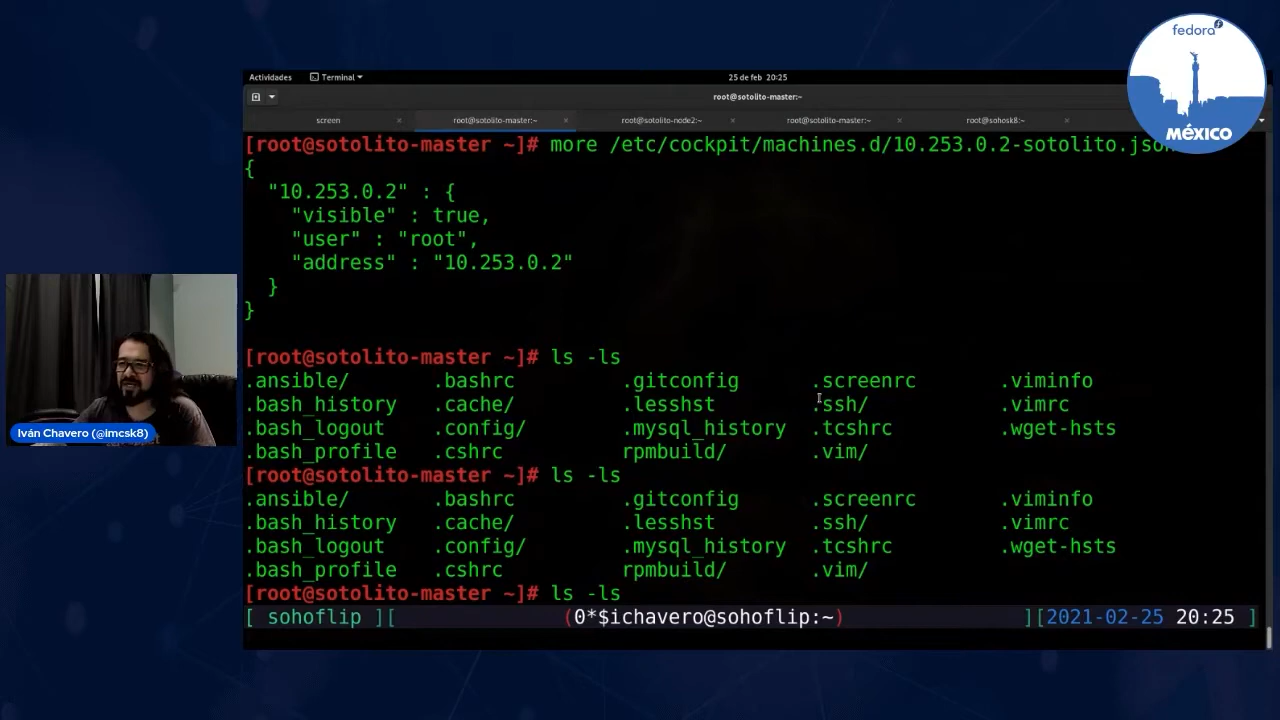 fedora
MÉXICO
Actividades Terminal 25 de feb 20:25
root@sotolito-master:~
screen × root@sotolito-master:~ × root@sotolito-node2:~ × root@sotolito-master:~ × root@sohosk8:~ ×
[root@sotolito-master ~]# more /etc/cockpit/machines.d/10.253.0.2-sotolito.json
{
"10.253.0.2" : {
"visible" : true,
"user" : "root",
"address" : "10.253.0.2"
}
}
[root@sotolito-master ~]# ls -ls
.ansible/ .bashrc .gitconfig .screenrc .viminfo
.bash_history .cache/ .lesshst .ssh/ .vimrc
.bash_logout .config/ .mysql_history .tcshrc .wget-hsts
.bash_profile .cshrc rpmbuild/ .vim/
[root@sotolito-master ~]# ls -ls
.ansible/ .bashrc .gitconfig .screenrc .viminfo
.bash_history .cache/ .lesshst .ssh/ .vimrc
.bash_logout .config/ .mysql_history .tcshrc .wget-hsts
.bash_profile .cshrc rpmbuild/ .vim/
[root@sotolito-master ~]# ls -ls
[ sohoflip ][ (0*$ichavero@sohoflip:~) ][2021-02-25 20:25 ]
Iván Chavero (@imcsk8)